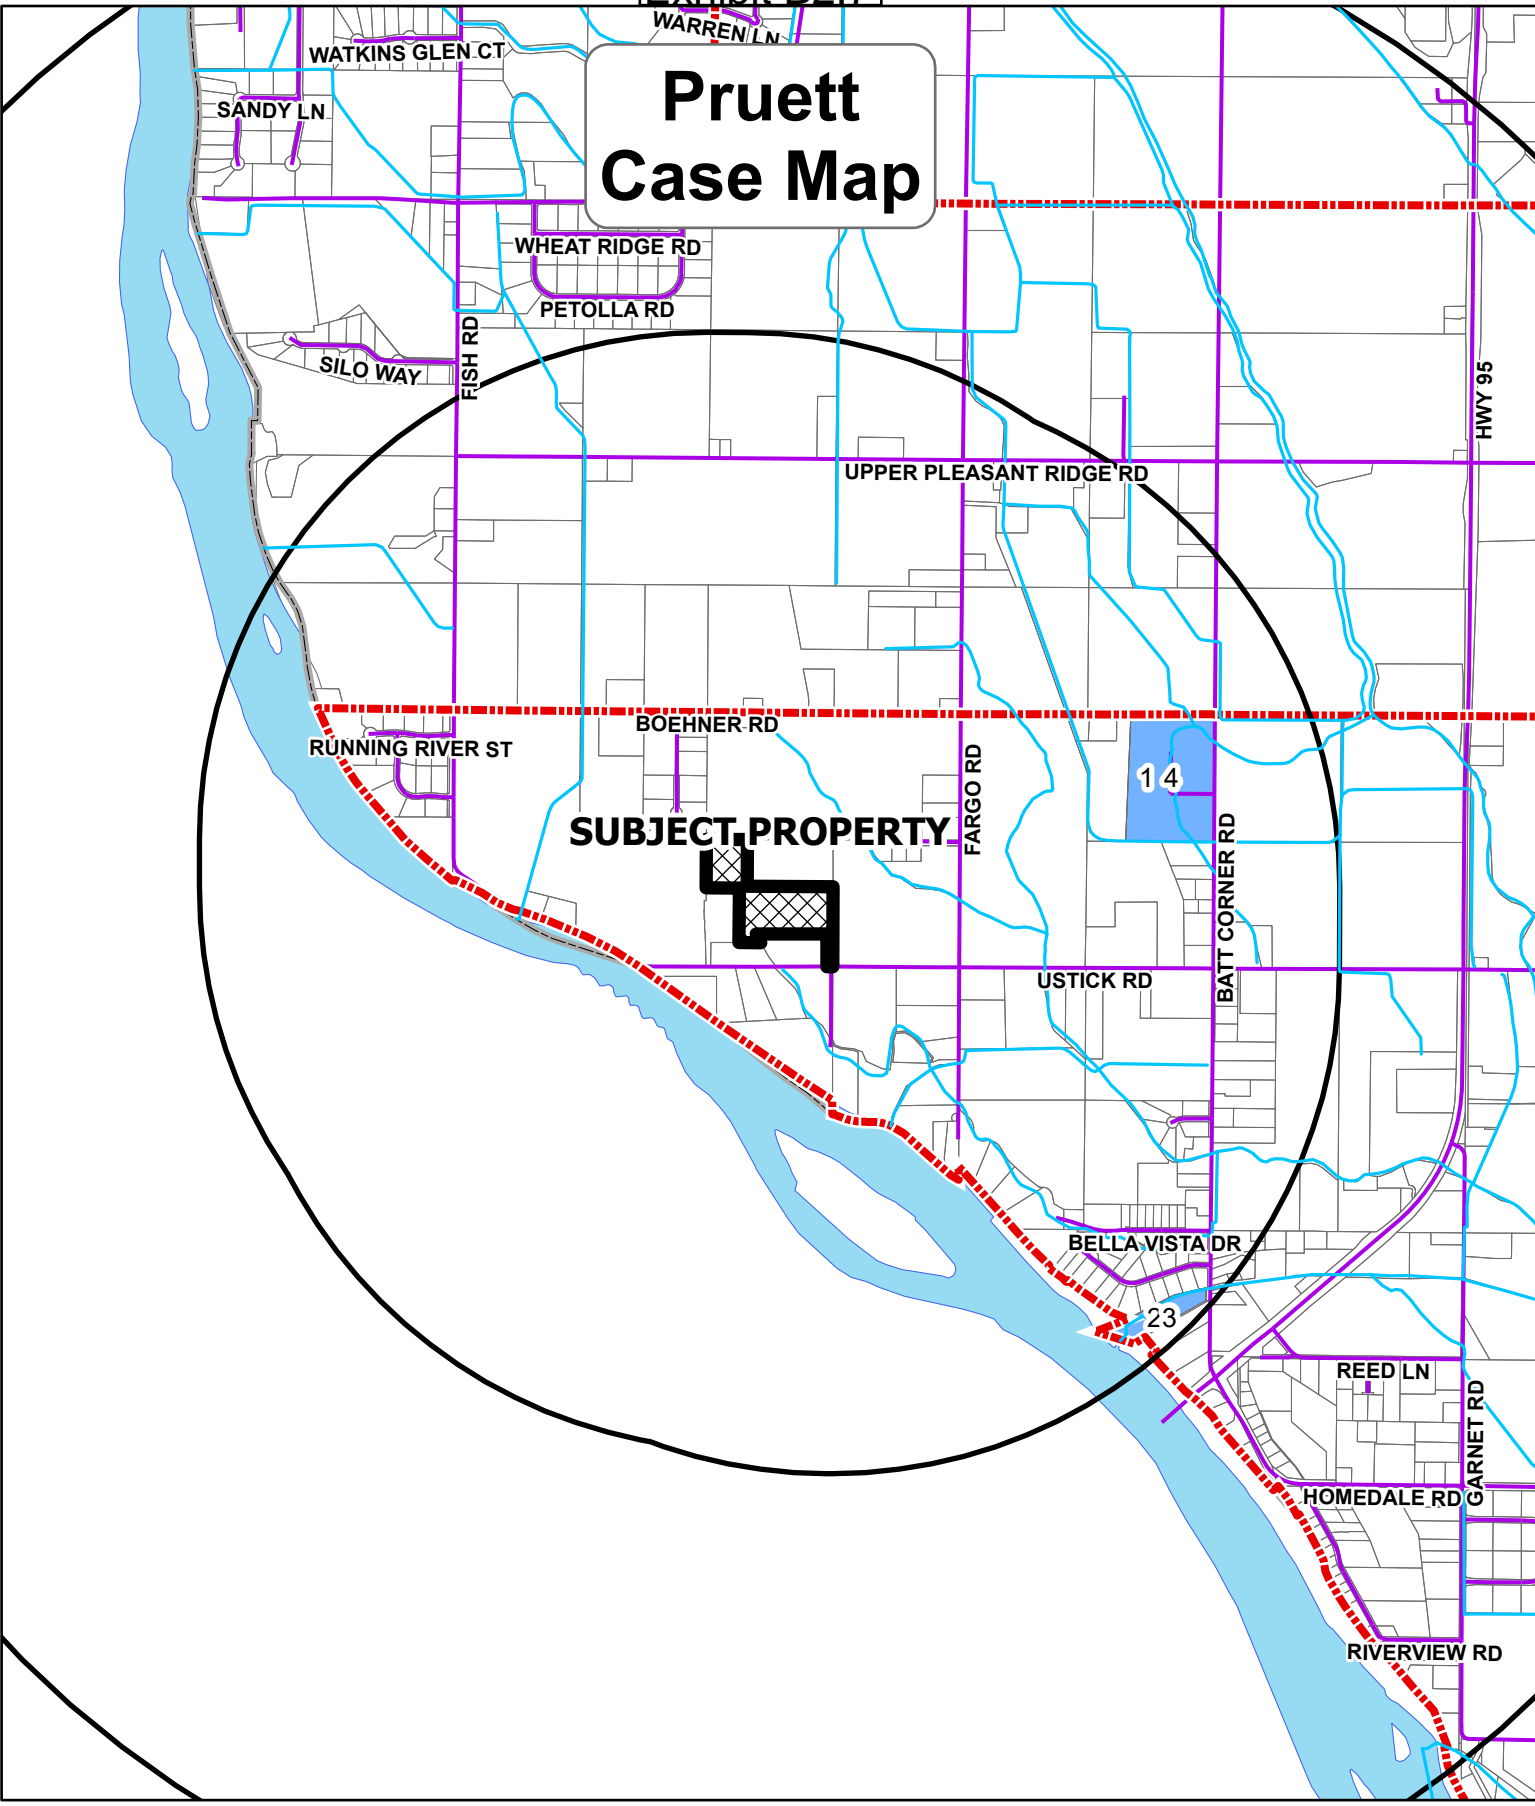 WARREN LN
WATKINS GLEN CT
Pruett
Case Map
SANDY LN
WHEAT RIDGE RD
PETOLLA RD
SILO WAY
FISH RD
HWY 95
UPPER PLEASANT RIDGE RD
BOEHNER RD
RUNNING RIVER ST
FARGO RD
14
SUBJECT PROPERTY
BATT CORNER RD
USTICK RD
BELLA VISTA DR
23
REED LN
GARNET RD
HOMEDALE RD
RIVERVIEW RD